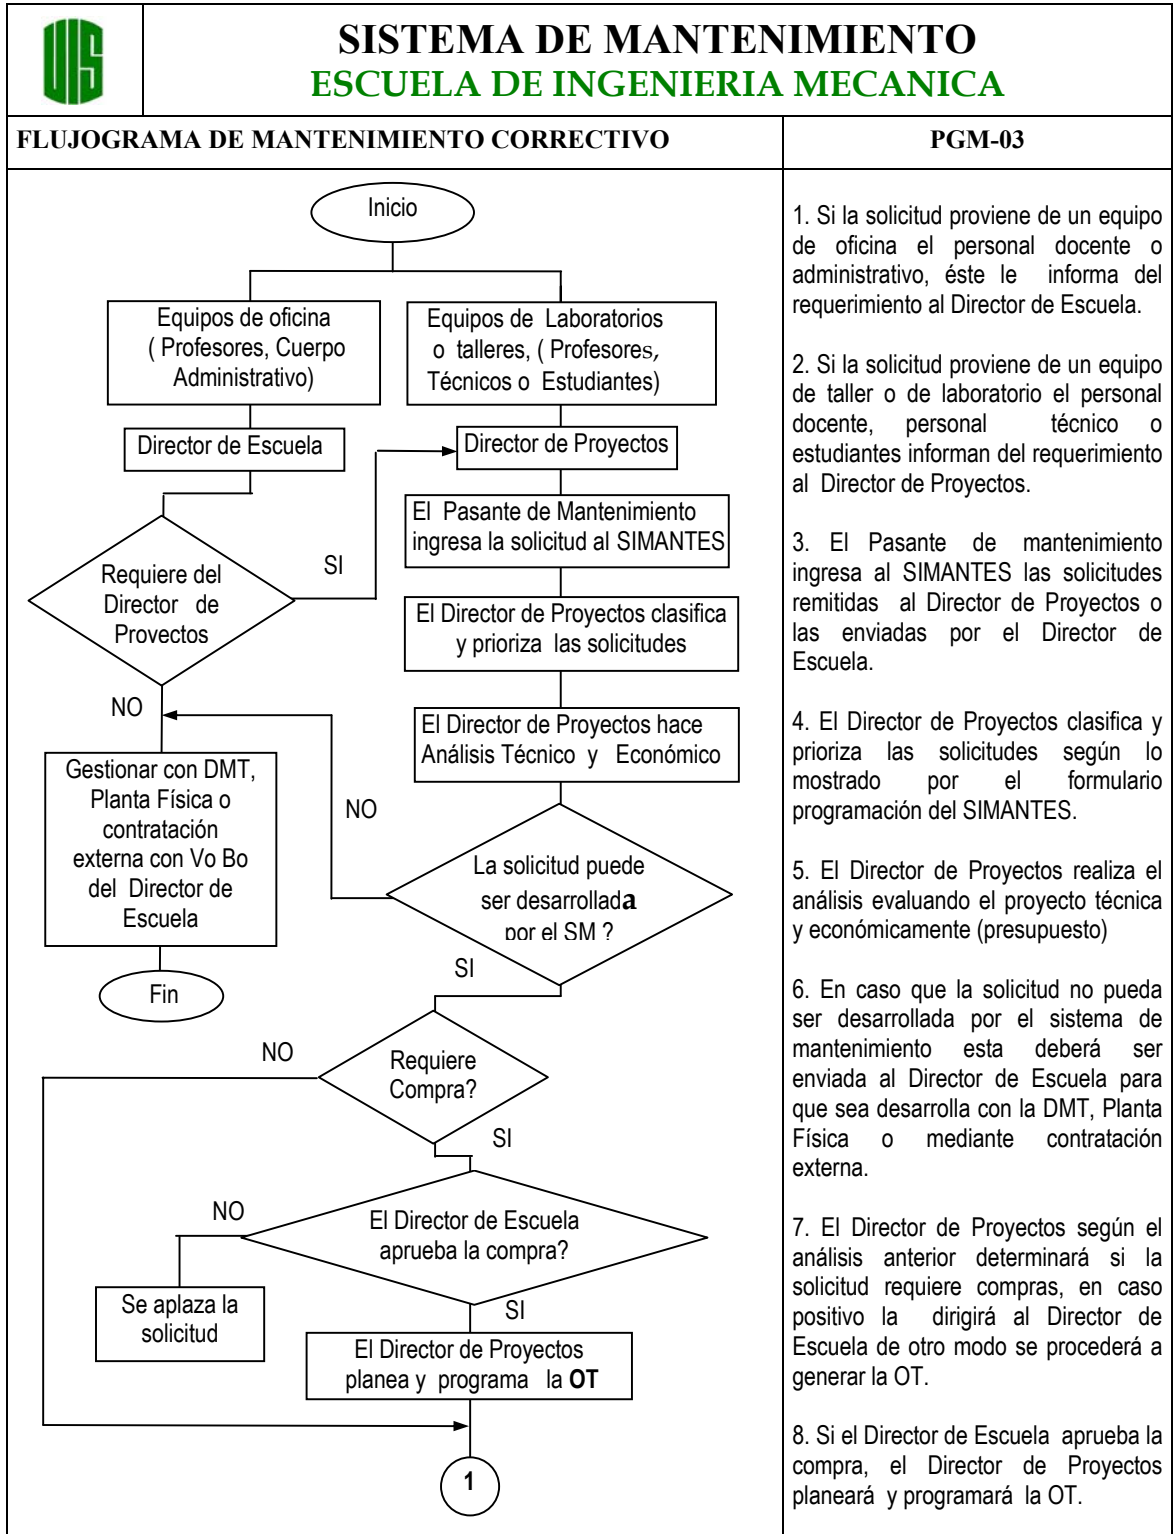 UIS
SISTEMA DE MANTENIMIENTO
ESCUELA DE INGENIERIA MECANICA
FLUJOGRAMA DE MANTENIMIENTO CORRECTIVO
PGM-03
Inicio
Equipos de oficina
( Profesores, Cuerpo
Administrativo)
Equipos de Laboratorios
o talleres, ( Profesores,
Técnicos o Estudiantes)
Director de Escuela
Director de Proyectos
El Pasante de Mantenimiento
ingresa la solicitud al SIMANTES
Requiere del
Director de
Proyectos
SI
El Director de Proyectos clasifica
y prioriza las solicitudes
NO
El Director de Proyectos hace
Análisis Técnico y Económico
Gestionar con DMT,
Planta Física o
contratación
externa con Vo Bo
del Director de
Escuela
NO
La solicitud puede
ser desarrollada
por el SM ?
Fin
SI
NO
Requiere
Compra?
SI
NO
El Director de Escuela
aprueba la compra?
Se aplaza la
solicitud
SI
El Director de Proyectos
planea y programa la OT
1
1. Si la solicitud proviene de un equipo
de oficina el personal docente o
administrativo, éste le informa del
requerimiento al Director de Escuela.
2. Si la solicitud proviene de un equipo
de taller o de laboratorio el personal
docente, personal técnico o
estudiantes informan del requerimiento
al Director de Proyectos.
3. El Pasante de mantenimiento
ingresa al SIMANTES las solicitudes
remitidas al Director de Proyectos o
las enviadas por el Director de
Escuela.
4. El Director de Proyectos clasifica y
prioriza las solicitudes según lo
mostrado por el formulario
programación del SIMANTES.
5. El Director de Proyectos realiza el
análisis evaluando el proyecto técnica
y económicamente (presupuesto)
6. En caso que la solicitud no pueda
ser desarrollada por el sistema de
mantenimiento esta deberá ser
enviada al Director de Escuela para
que sea desarrolla con la DMT, Planta
Física o mediante contratación
externa.
7. El Director de Proyectos según el
análisis anterior determinará si la
solicitud requiere compras, en caso
positivo la dirigirá al Director de
Escuela de otro modo se procederá a
generar la OT.
8. Si el Director de Escuela aprueba la
compra, el Director de Proyectos
planeará y programará la OT.